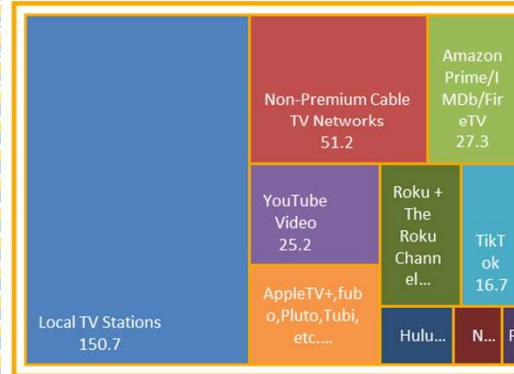 Local TV Stations
150.7
Non-Premium Cable
TV Networks
51.2
Amazon
Prime/I
MDb/Fir
eTV
27.3
YouTube
Video
25.2
Roku +
The
Roku
Chann
el...
TikT
ok
16.7
AppleTV+,fub
o,Pluto,Tubi,
etc....
Hulu...
N...